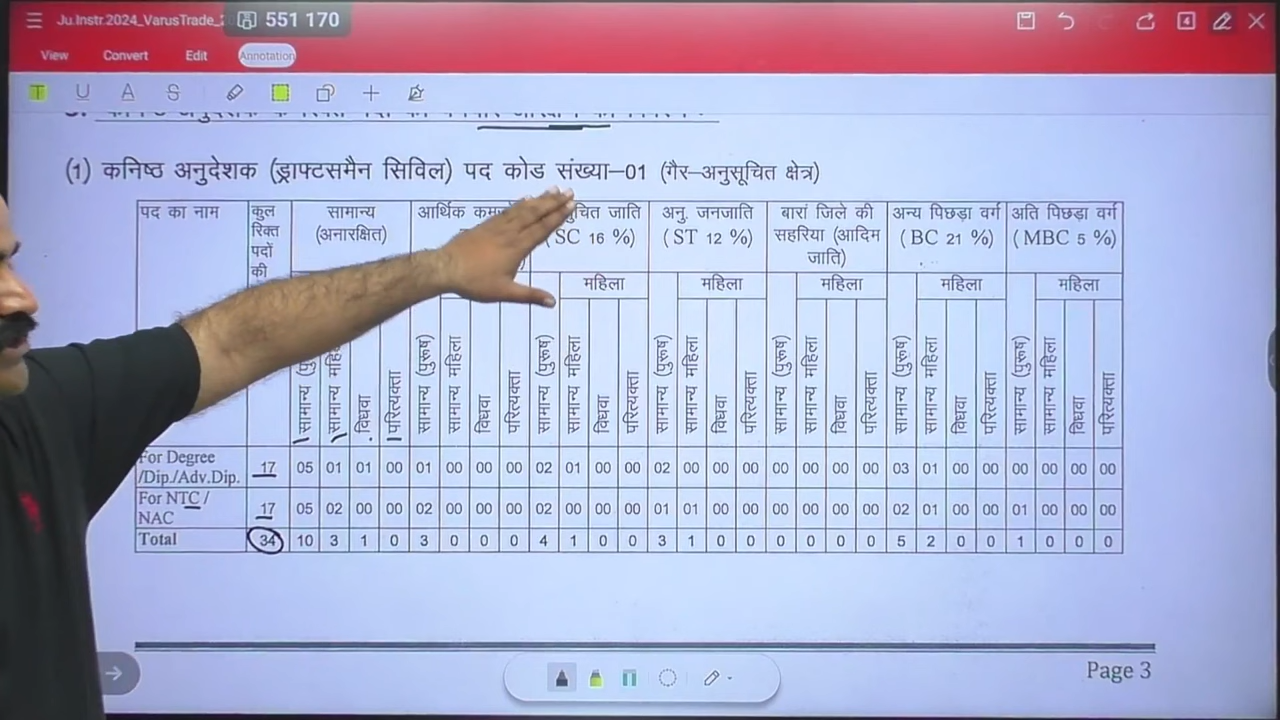 Ju.Instr.2024_VarusTrade_
551 170
4
View Convert Edit Annotation
T U A S
(1) कनिष्ठ अनुदेशक (ड्राफ्टसमैन सिविल) पद कोड संख्या–01 (गैर–अनुसूचित क्षेत्र)
पद का नाम कुल रिक्त पदों की सामान्य (अनारक्षित) आर्थिक जाति (SC 16 %) अनु. जनजाति (ST 12 %) बारां जिले की सहरिया (आदिम जाति) अन्य पिछड़ा वर्ग (BC 21 %) अति पिछड़ा वर्ग (MBC 5 %)
महिला महिला महिला महिला महिला
सामान्य (पुरूष) सामान्य विधवा परित्यक्ता सामान्य (पुरूष) सामान्य महिला विधवा परित्यक्ता सामान्य (पुरूष) सामान्य महिला विधवा परित्यक्ता सामान्य (पुरूष) सामान्य महिला विधवा परित्यक्ता सामान्य (पुरूष) सामान्य महिला विधवा परित्यक्ता सामान्य (पुरूष) सामान्य महिला विधवा परित्यक्ता सामान्य (पुरूष) सामान्य महिला विधवा परित्यक्ता
For Degree /Dip./Adv.Dip. 17 05 01 01 00 01 00 00 00 02 01 00 00 02 00 00 00 00 00 00 00 03 01 00 00 00 00 00 00
For NTC / NAC 17 05 02 00 00 02 00 00 00 02 00 00 00 01 01 00 00 00 00 00 00 02 01 00 00 01 00 00 00
Total 34 10 3 1 0 3 0 0 0 4 1 0 0 3 1 0 0 0 0 0 0 5 2 0 0 1 0 0 0
Page 3